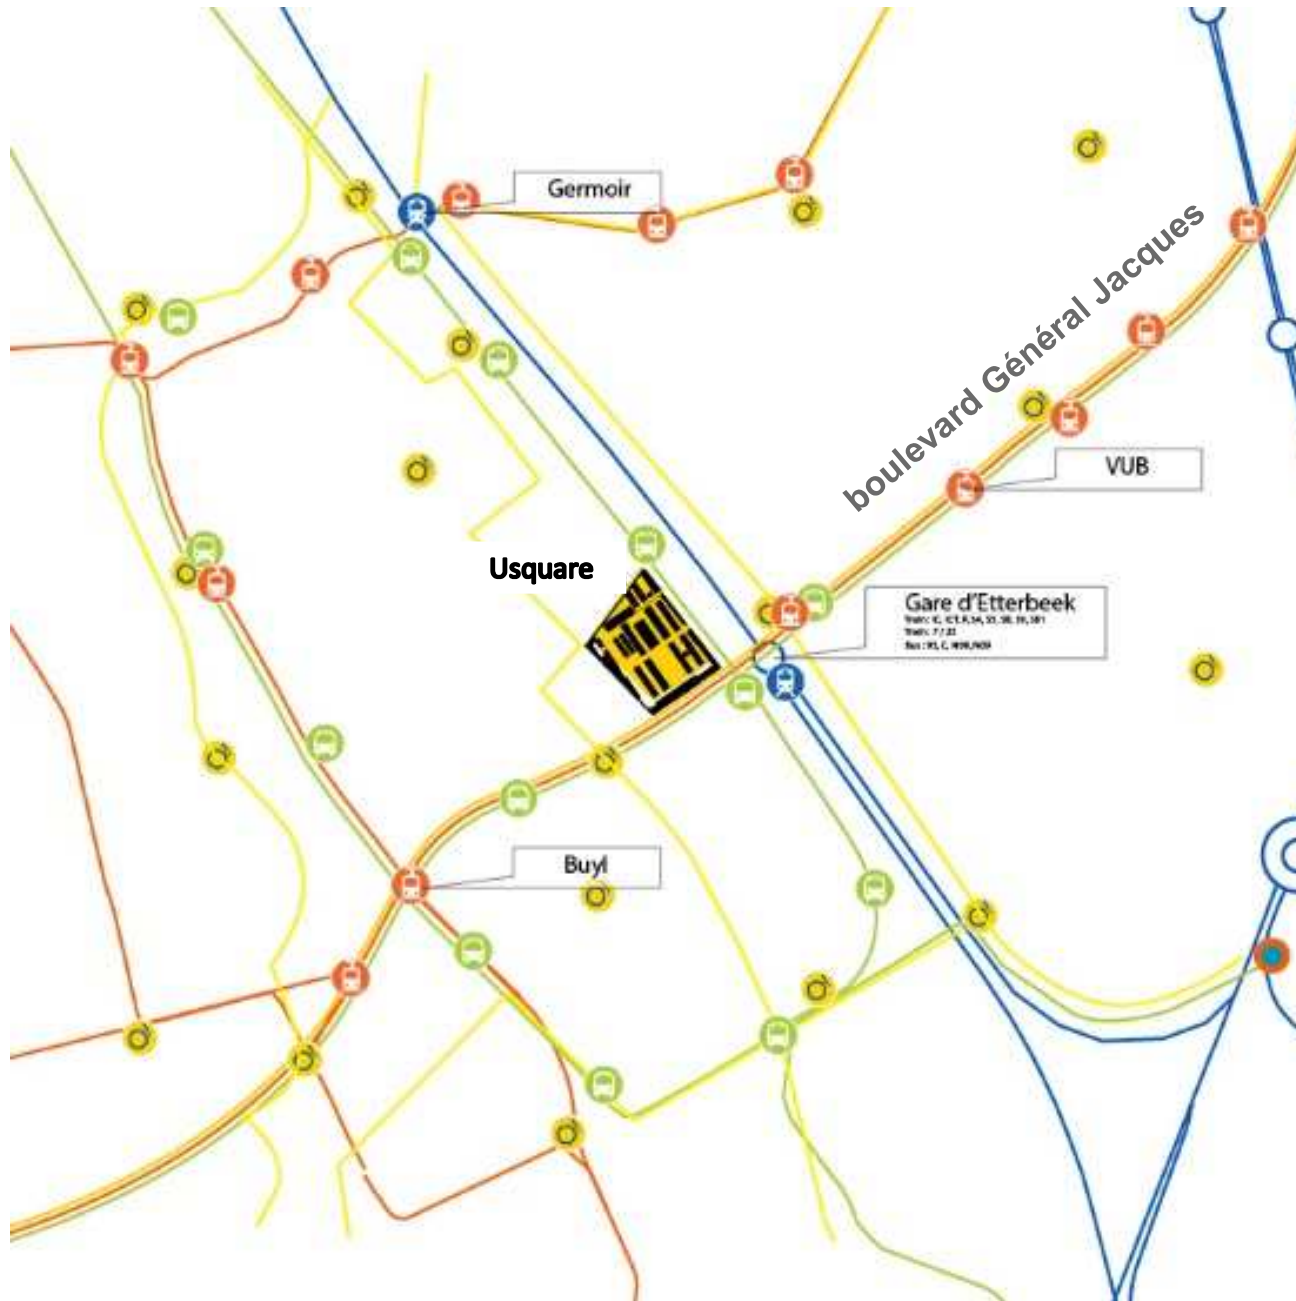 Germoir
boulevard Général Jacques
VUB
Usquare
Gare d'Etterbeek
Buyl